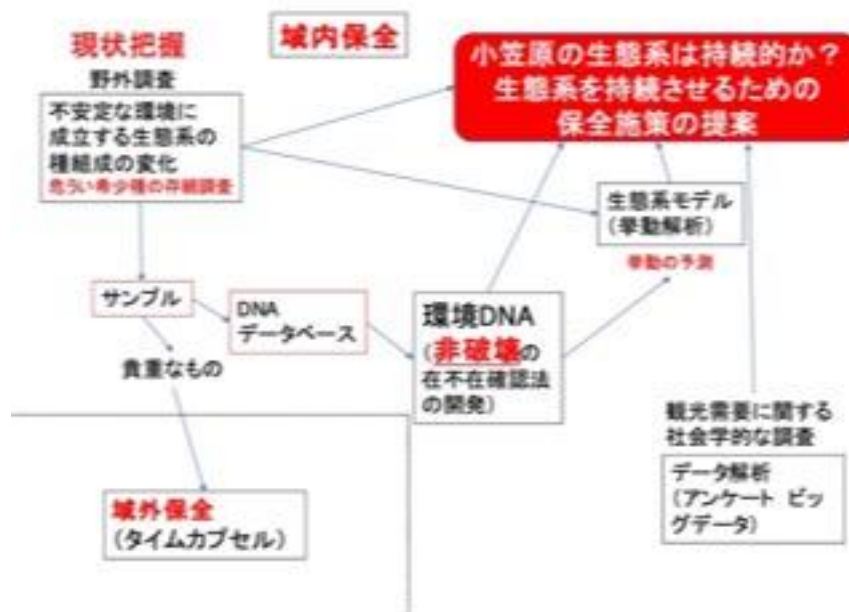 現状把握
野外調査
不安定な環境に
成立する生態系の
種組成の変化
危うい希少種の存続調査
域内保全
小笠原の生態系は持続的か？
生態系を持続させるための
保全施策の提案
生態系モデル
（挙動解析）
挙動の予測
サンプル
DNA
データベース
環境DNA
（非破壊の
在不在確認法
の開発）
貴重なもの
域外保全
（タイムカプセル）
観光需要に関する
社会学的な調査
データ解析
（アンケート ビッ
グデータ）